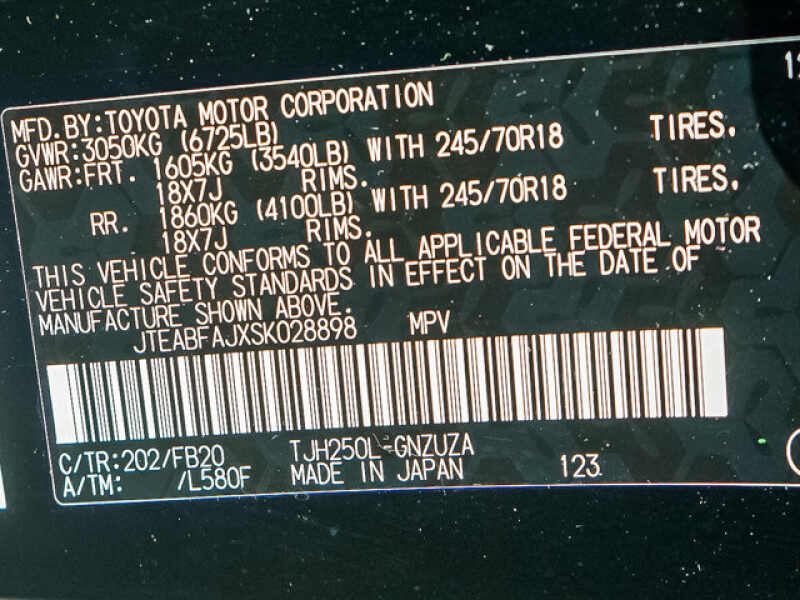 12
MFD.BY:TOYOTA MOTOR CORPORATION
GVWR:3050KG (6725LB)
GAWR:FRT. 1605KG (3540LB) WITH 245/70R18 TIRES.
18X7J RIMS.
RR. 1860KG (4100LB) WITH 245/70R18 TIRES.
18X7J RIMS.
THIS VEHICLE CONFORMS TO ALL APPLICABLE FEDERAL MOTOR
VEHICLE SAFETY STANDARDS IN EFFECT ON THE DATE OF
MANUFACTURE SHOWN ABOVE.
JTEABFAJXSK028898 MPV
C/TR:202/FB20 TJH250L-GNZUZA
A/TM: /L580F MADE IN JAPAN 123